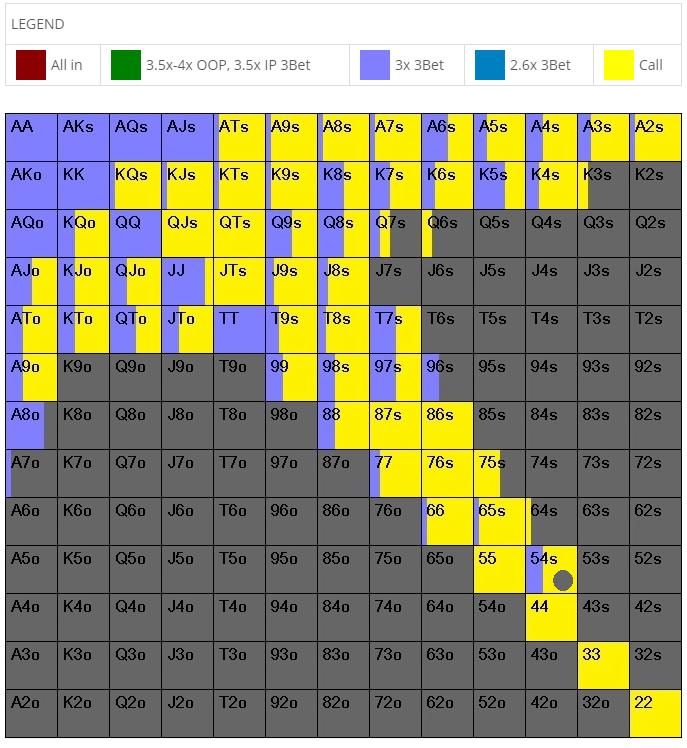 LEGEND
All in 3.5x-4x OOP, 3.5x IP 3Bet 3x 3Bet 2.6x 3Bet Call
AA AKs AQs AJs ATs A9s A8s A7s A6s A5s A4s A3s A2s
AKo KK KQs KJs KTs K9s K8s K7s K6s K5s K4s K3s K2s
AQo KQo QQ QJs QTs Q9s Q8s Q7s Q6s Q5s Q4s Q3s Q2s
AJo KJo QJo JJ JTs J9s J8s J7s J6s J5s J4s J3s J2s
ATo KTo QTo JTo TT T9s T8s T7s T6s T5s T4s T3s T2s
A9o K9o Q9o J9o T9o 99 98s 97s 96s 95s 94s 93s 92s
A8o K8o Q8o J8o T8o 98o 88 87s 86s 85s 84s 83s 82s
A7o K7o Q7o J7o T7o 97o 87o 77 76s 75s 74s 73s 72s
A6o K6o Q6o J6o T6o 96o 86o 76o 66 65s 64s 63s 62s
A5o K5o Q5o J5o T5o 95o 85o 75o 65o 55 54s 53s 52s
A4o K4o Q4o J4o T4o 94o 84o 74o 64o 54o 44 43s 42s
A3o K3o Q3o J3o T3o 93o 83o 73o 63o 53o 43o 33 32s
A2o K2o Q2o J2o T2o 92o 82o 72o 62o 52o 42o 32o 22